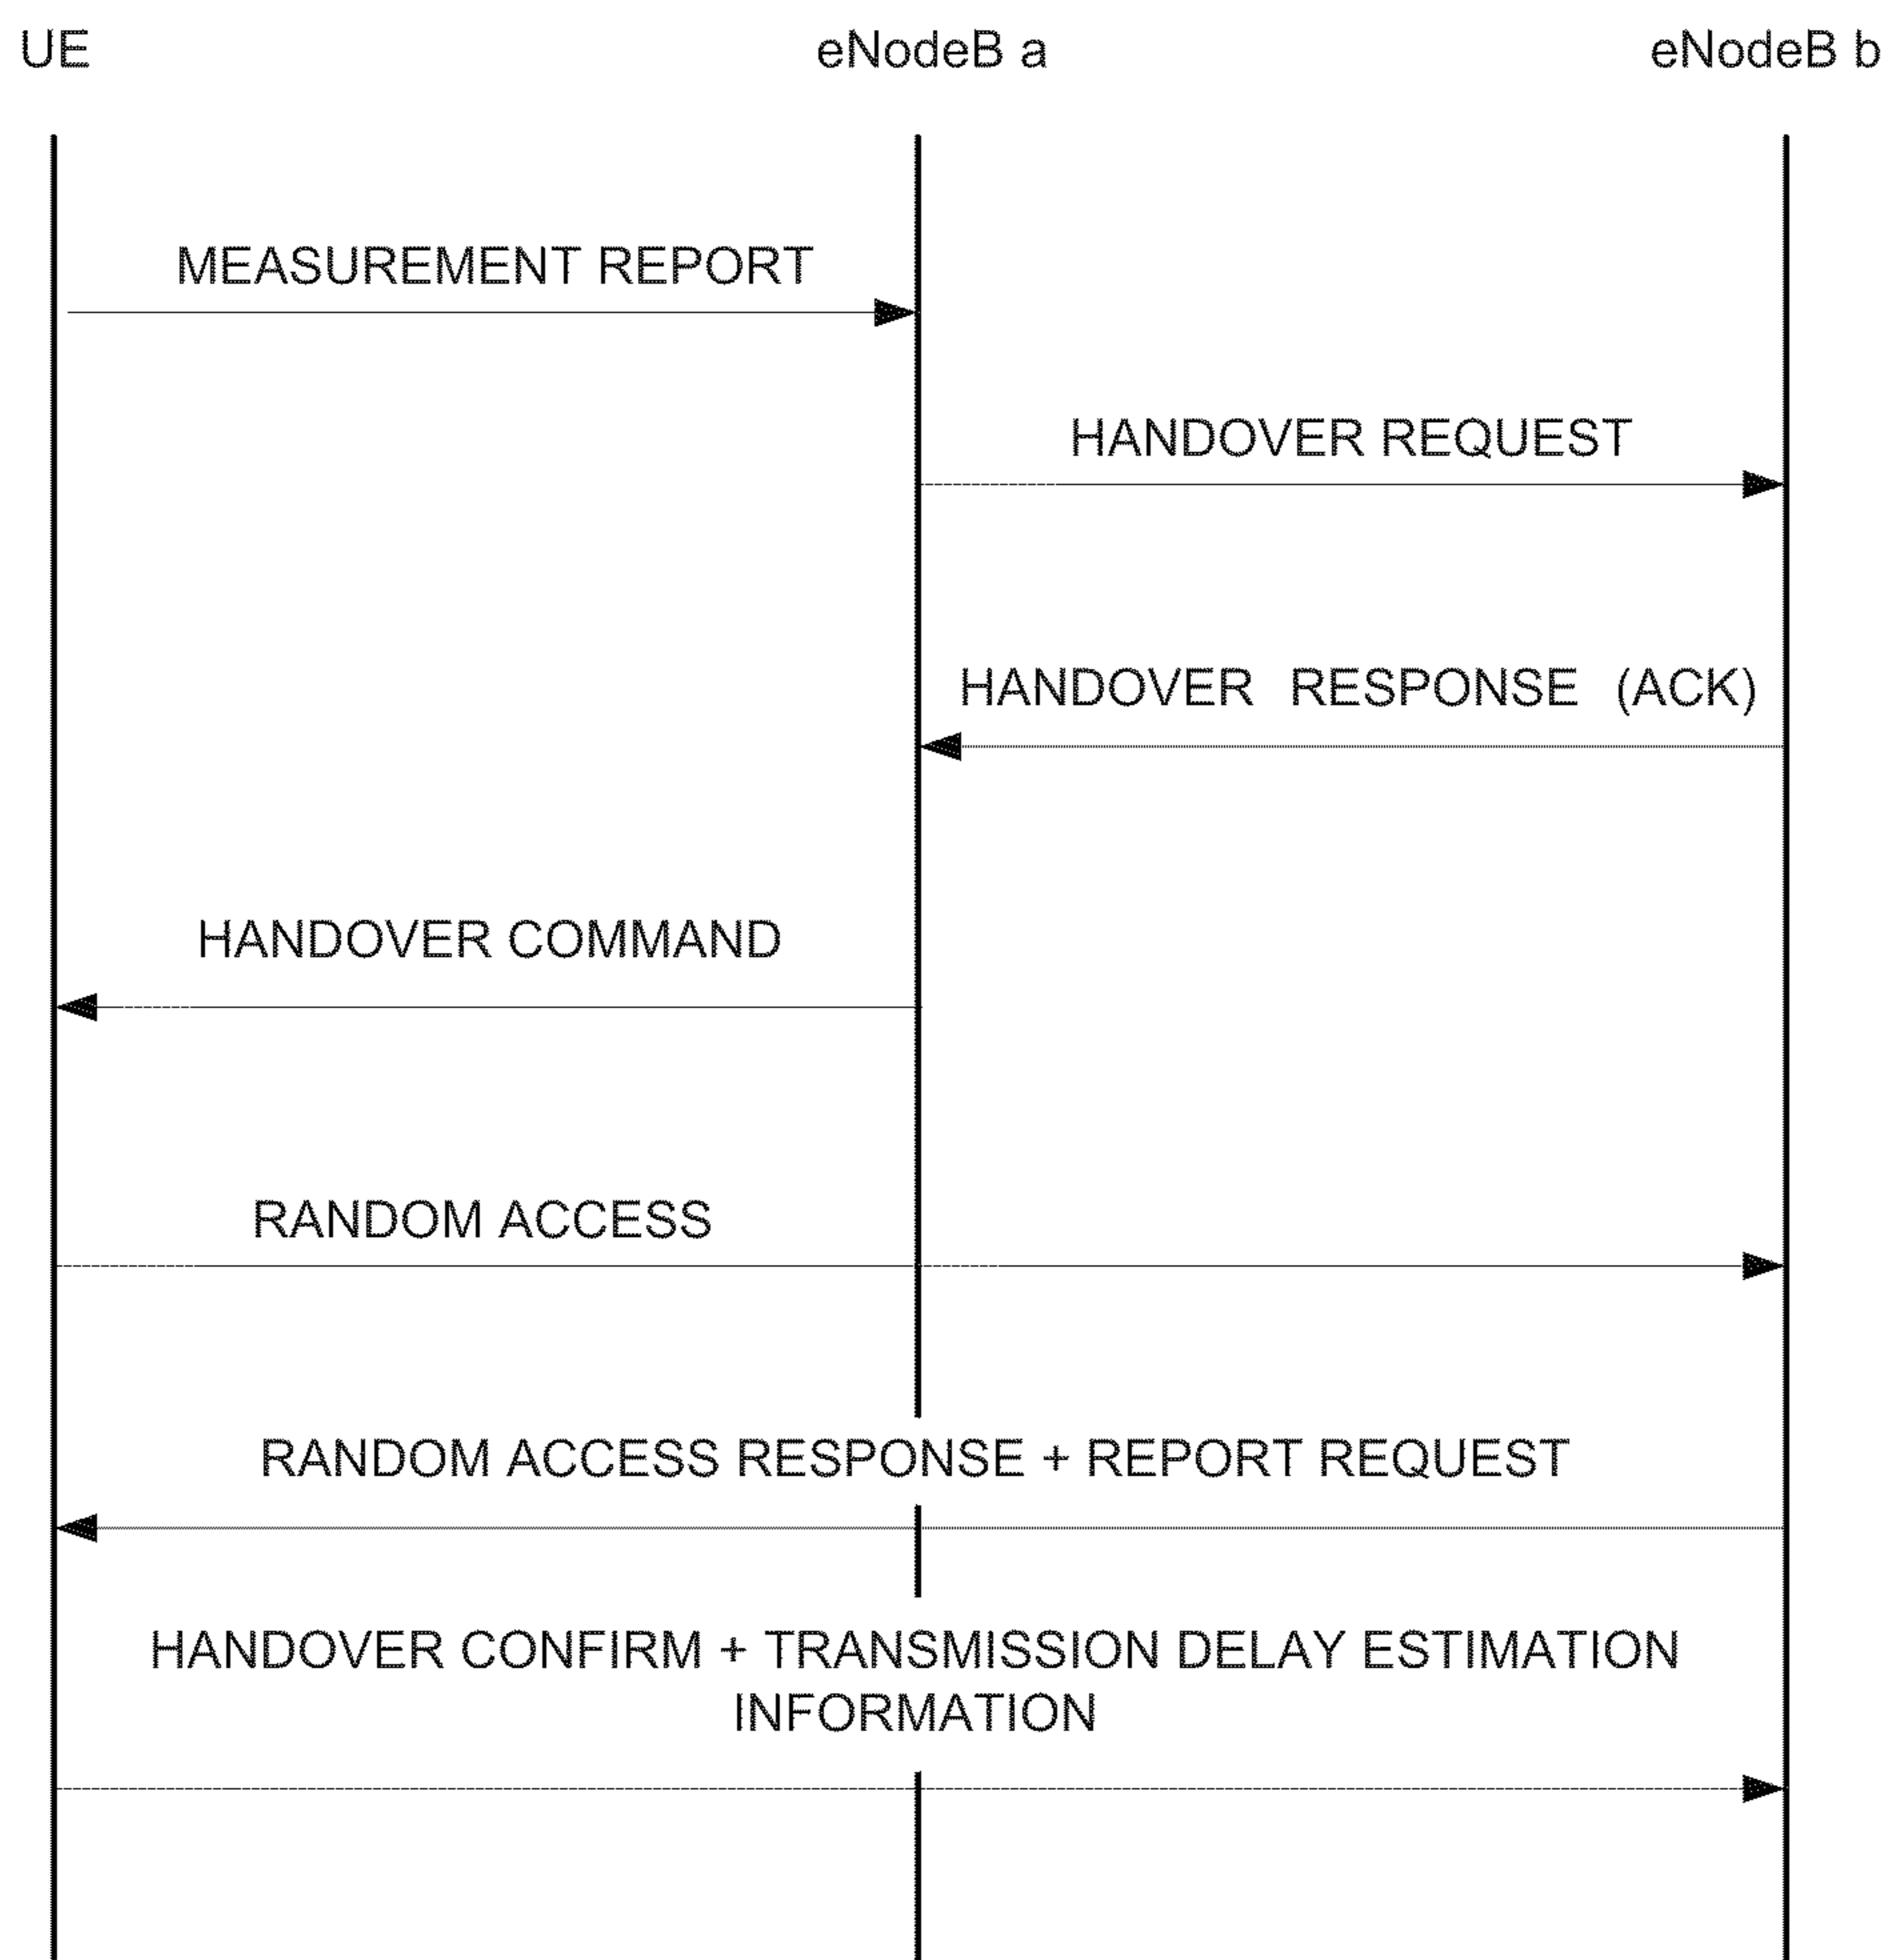 UE eNodeB a eNodeB b
MEASUREMENT REPORT
HANDOVER REQUEST
HANDOVER RESPONSE (ACK)
HANDOVER COMMAND
RANDOM ACCESS
RANDOM ACCESS RESPONSE + REPORT REQUEST
HANDOVER CONFIRM + TRANSMISSION DELAY ESTIMATION
INFORMATION